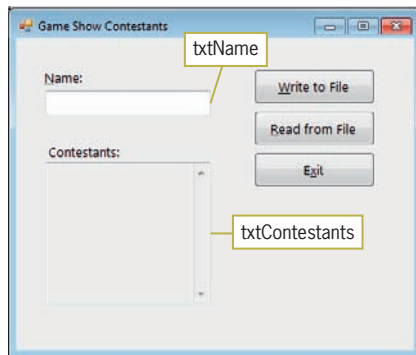 Game Show Contestants
txtName
Name:
Write to File
Read from File
Contestants:
Exit
txtContestants